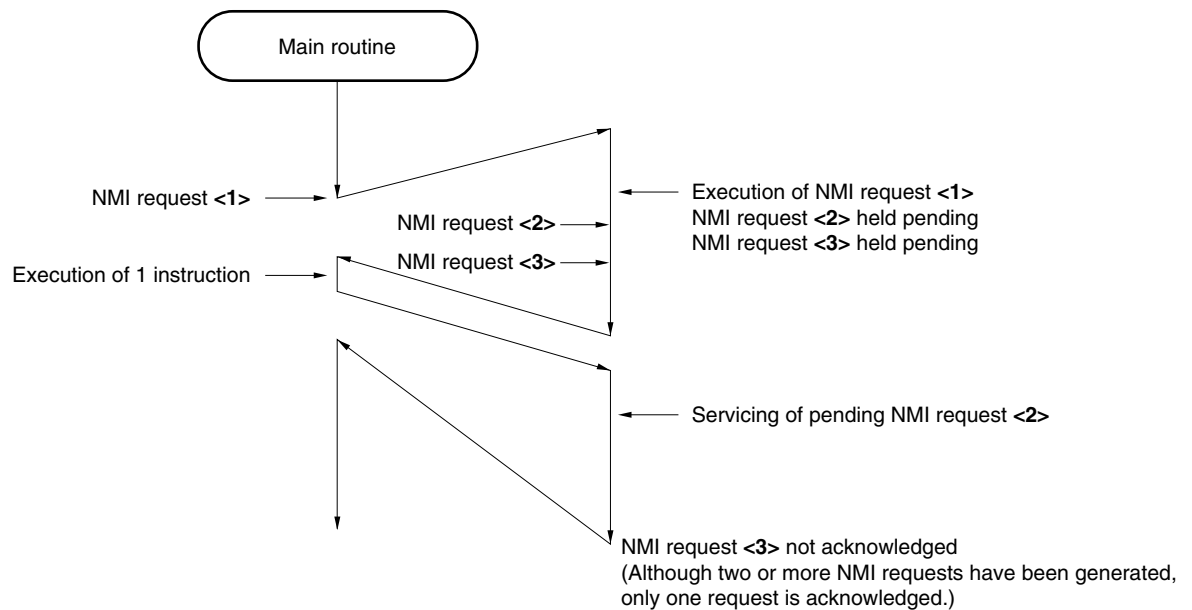 Main routine
NMI request <1>
Execution of NMI request <1>
NMI request <2> held pending
NMI request <3> held pending
NMI request <2>
NMI request <3>
Execution of 1 instruction
Servicing of pending NMI request <2>
NMI request <3> not acknowledged
(Although two or more NMI requests have been generated,
only one request is acknowledged.)